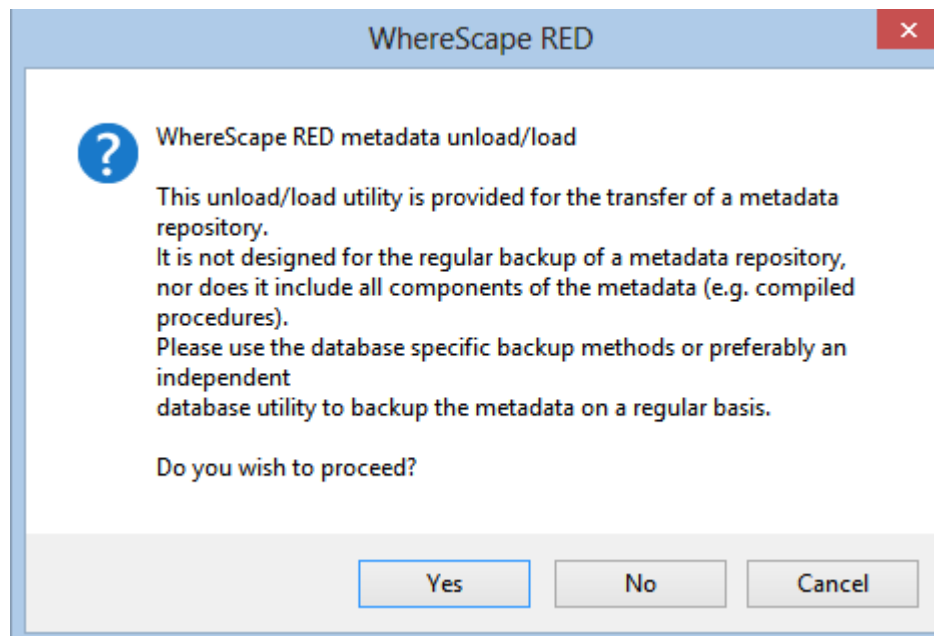 WhereScape RED
WhereScape RED metadata unload/load
This unload/load utility is provided for the transfer of a metadata
repository.
It is not designed for the regular backup of a metadata repository,
nor does it include all components of the metadata (e.g. compiled
procedures).
Please use the database specific backup methods or preferably an
independent
database utility to backup the metadata on a regular basis.
Do you wish to proceed?
Yes No Cancel